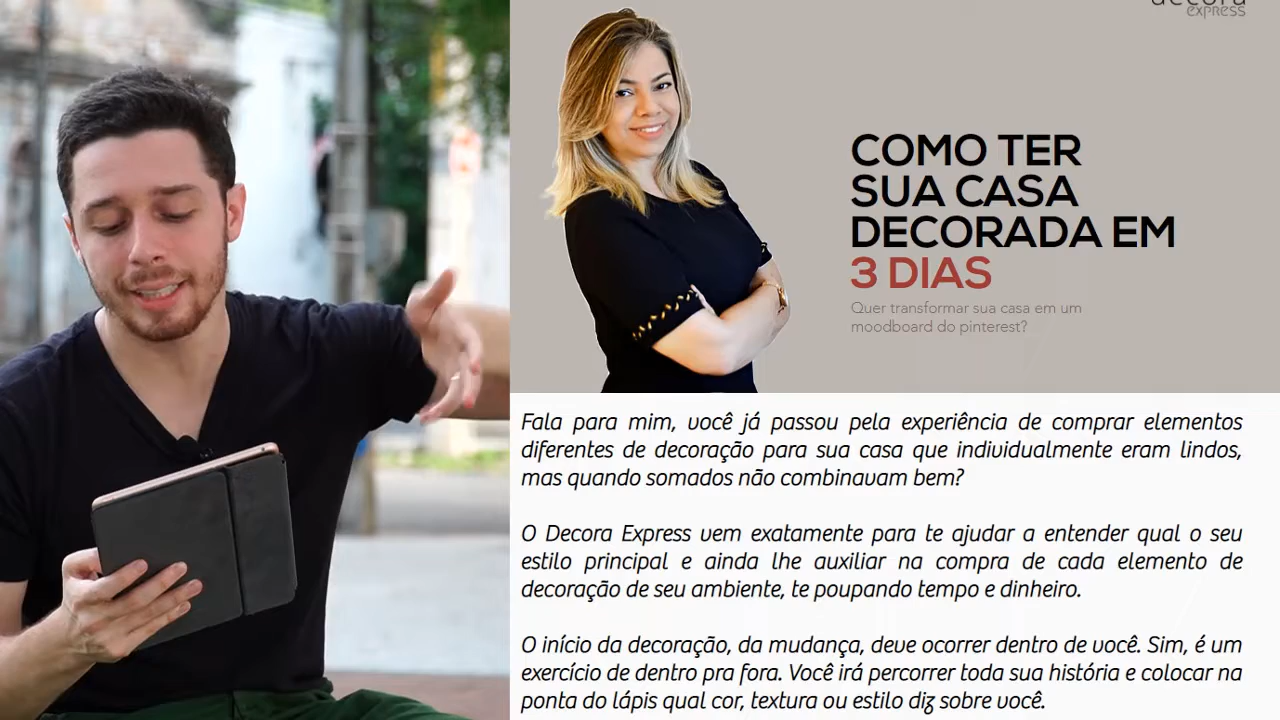 decora
express
COMO TER
SUA CASA
DECORADA EM
3 DIAS
Quer transformar sua casa em um
moodboard do pinterest?
Fala para mim, você já passou pela experiência de comprar elementos
diferentes de decoração para sua casa que individualmente eram lindos,
mas quando somados não combinavam bem?
O Decora Express vem exatamente para te ajudar a entender qual o seu
estilo principal e ainda lhe auxiliar na compra de cada elemento de
decoração de seu ambiente, te poupando tempo e dinheiro.
O início da decoração, da mudança, deve ocorrer dentro de você. Sim, é um
exercício de dentro pra fora. Você irá percorrer toda sua história e colocar na
ponta do lápis qual cor, textura ou estilo diz sobre você.